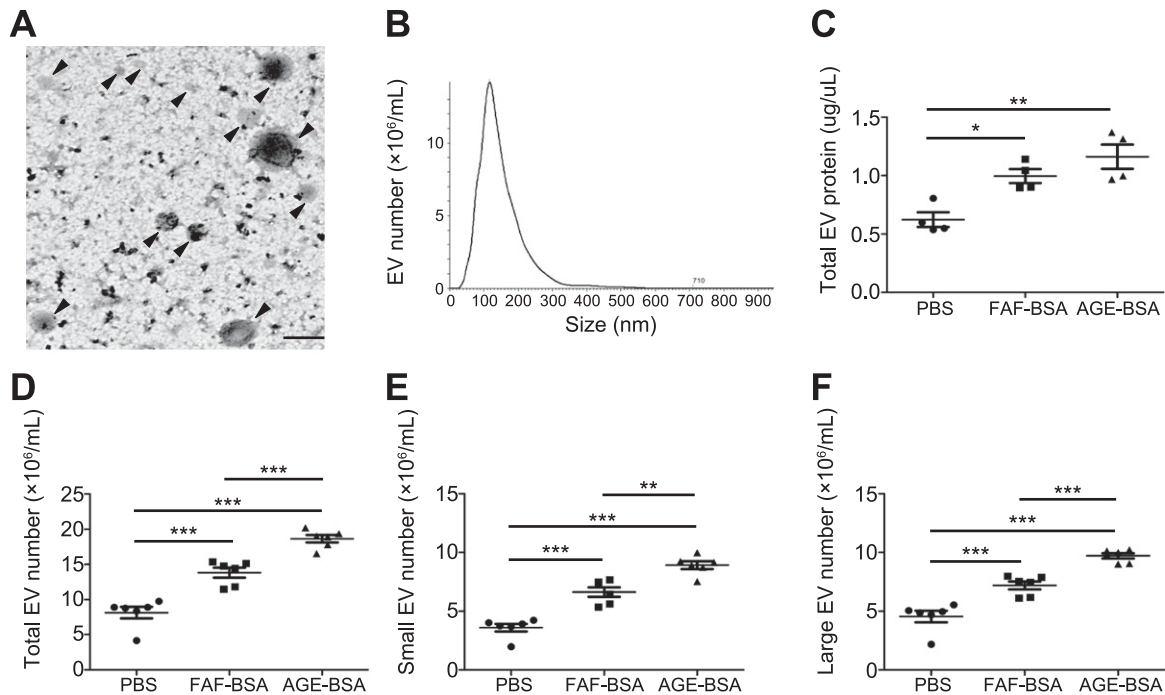 A
B
EV number (×10⁶/mL)
10
5
0
710
0 100 200 300 400 500 600 700 800 900
Size (nm)
C
Total EV protein (ug/uL)
**
*
1.5
1.0
0.5
0.0
PBS FAF-BSA AGE-BSA
D
Total EV number (×10⁶/mL)
***
***
***
25
20
15
10
5
0
PBS FAF-BSA AGE-BSA
E
Small EV number (×10⁶/mL)
**
***
***
15
10
5
0
PBS FAF-BSA AGE-BSA
F
Large EV number (×10⁶/mL)
***
***
***
15
10
5
0
PBS FAF-BSA AGE-BSA